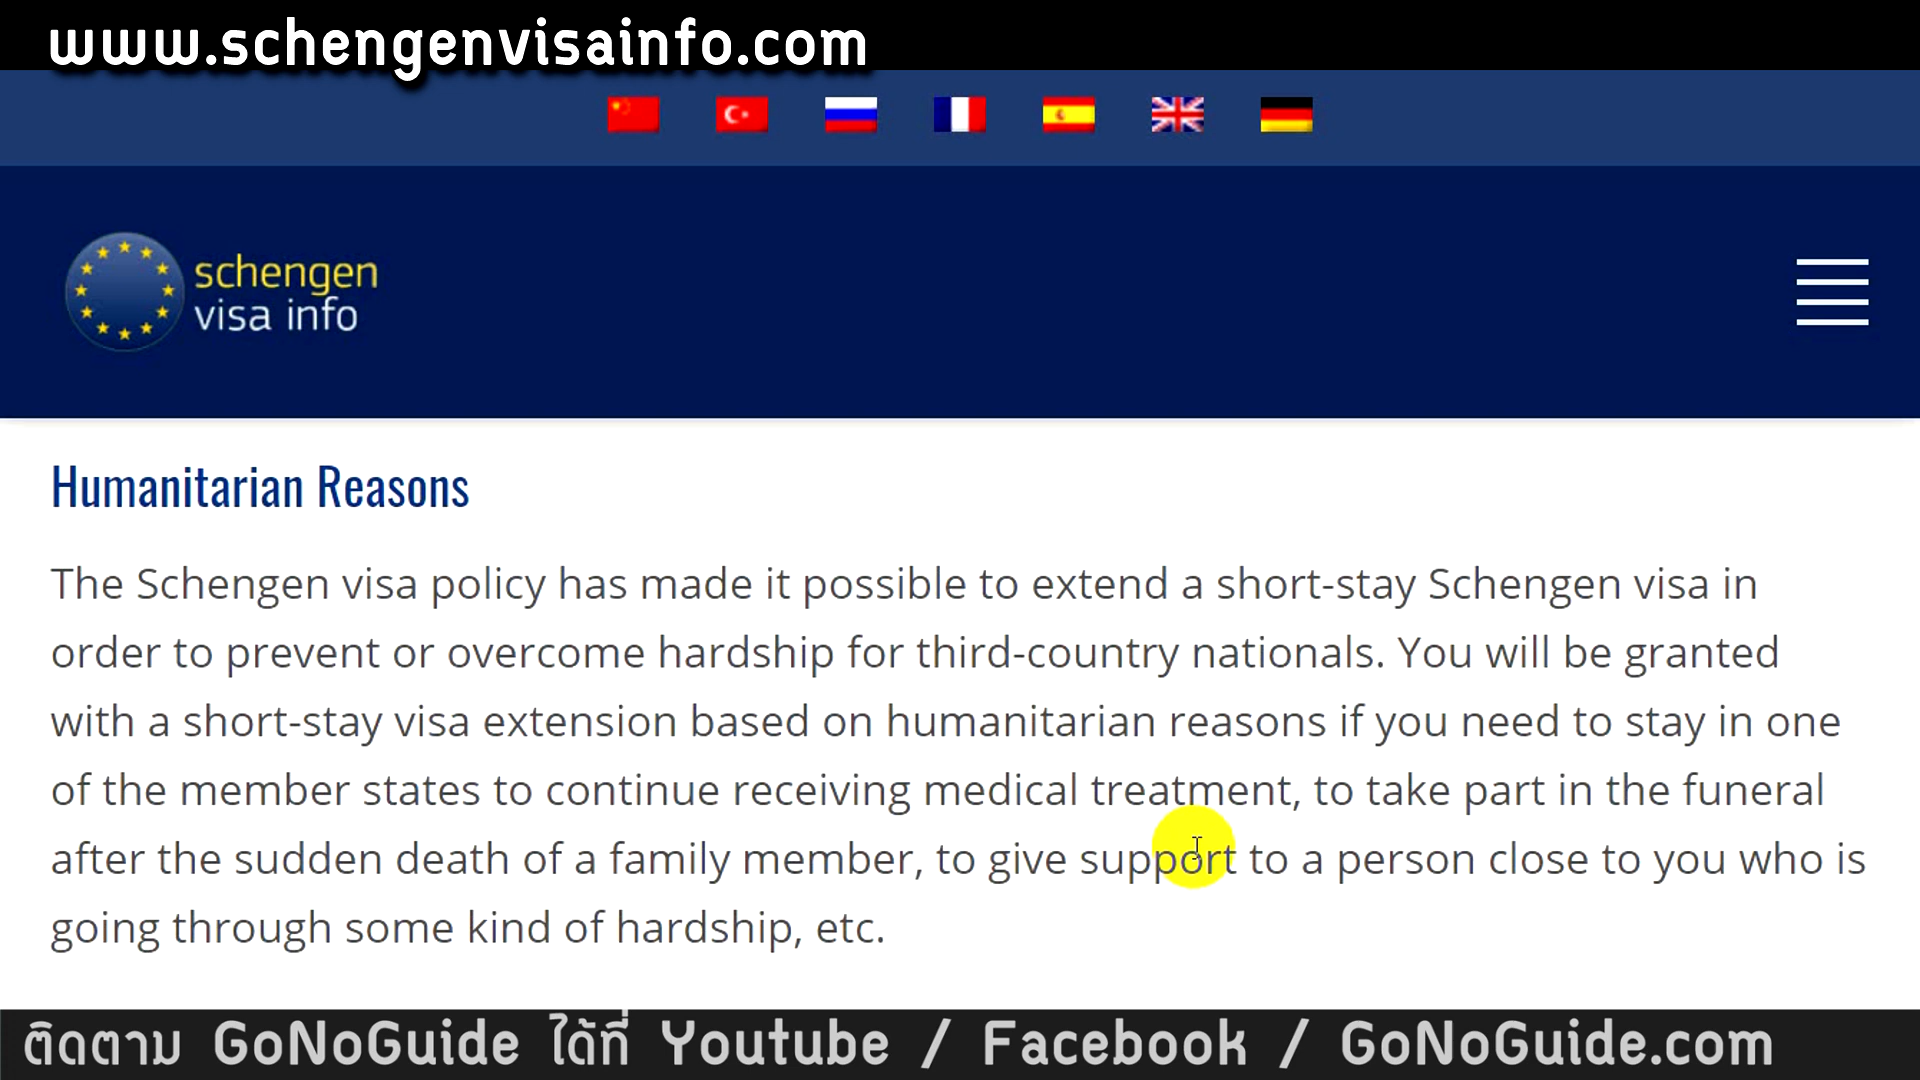 www.schengenvisainfo.com
schengen
visa info
Humanitarian Reasons
The Schengen visa policy has made it possible to extend a short-stay Schengen visa in
order to prevent or overcome hardship for third-country nationals. You will be granted
with a short-stay visa extension based on humanitarian reasons if you need to stay in one
of the member states to continue receiving medical treatment, to take part in the funeral
after the sudden death of a family member, to give support to a person close to you who is
going through some kind of hardship, etc.
ติดตาม GoNoGuide ได้ที่ Youtube / Facebook / GoNoGuide.com